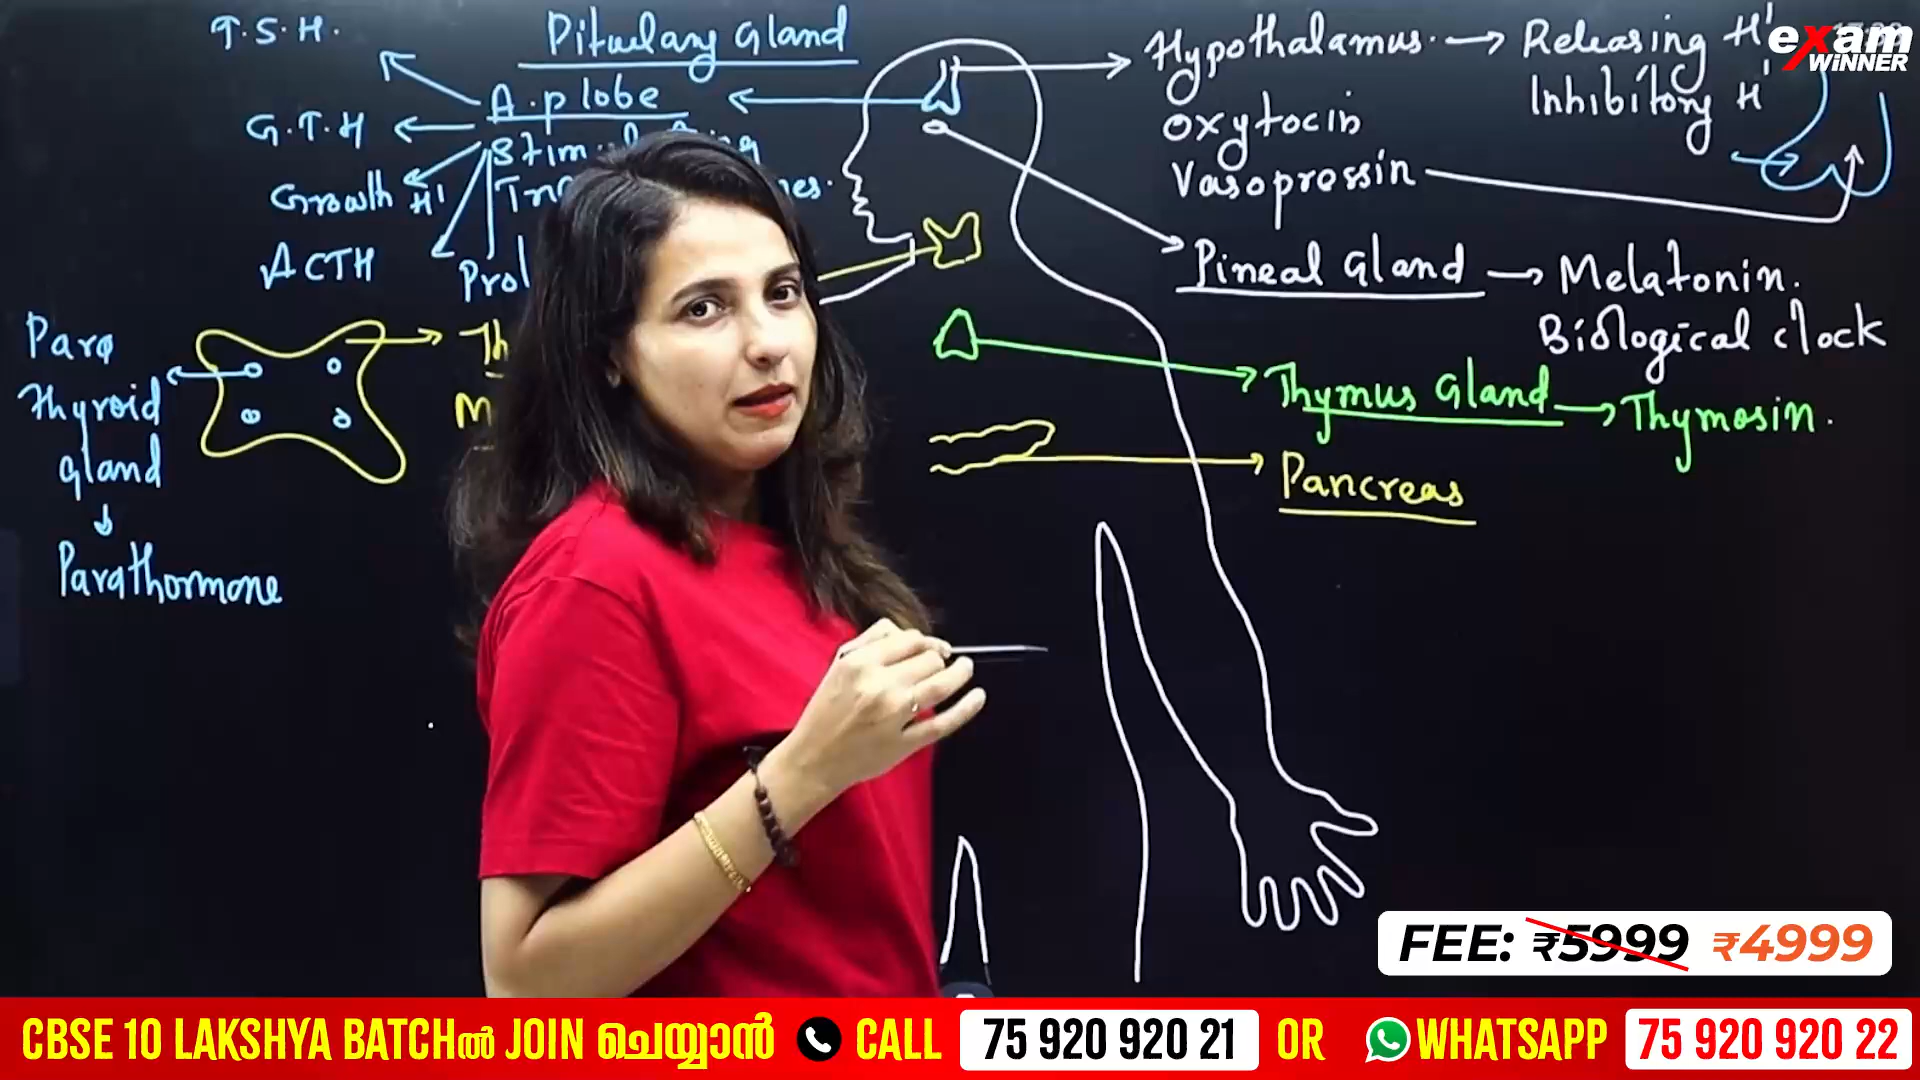 T.S.H.
Pituilary Gland
A.p lobe
G.T.H
Growth H'
ACTH
Para
thyroid
gland
Parathormone
Hypothalamus.
Releasing H'
Inhibitory H'
Oxytocin
Vasopressin
Pineal Gland
Melatonin.
Biological clock
Thymus Gland
Thymosin.
Pancreas
exam
WiNNER
FEE: ₹5999 ₹4999
CBSE 10 LAKSHYA BATCHൽ JOIN ചെയ്യാൻ CALL 75 920 920 21 OR WHATSAPP 75 920 920 22